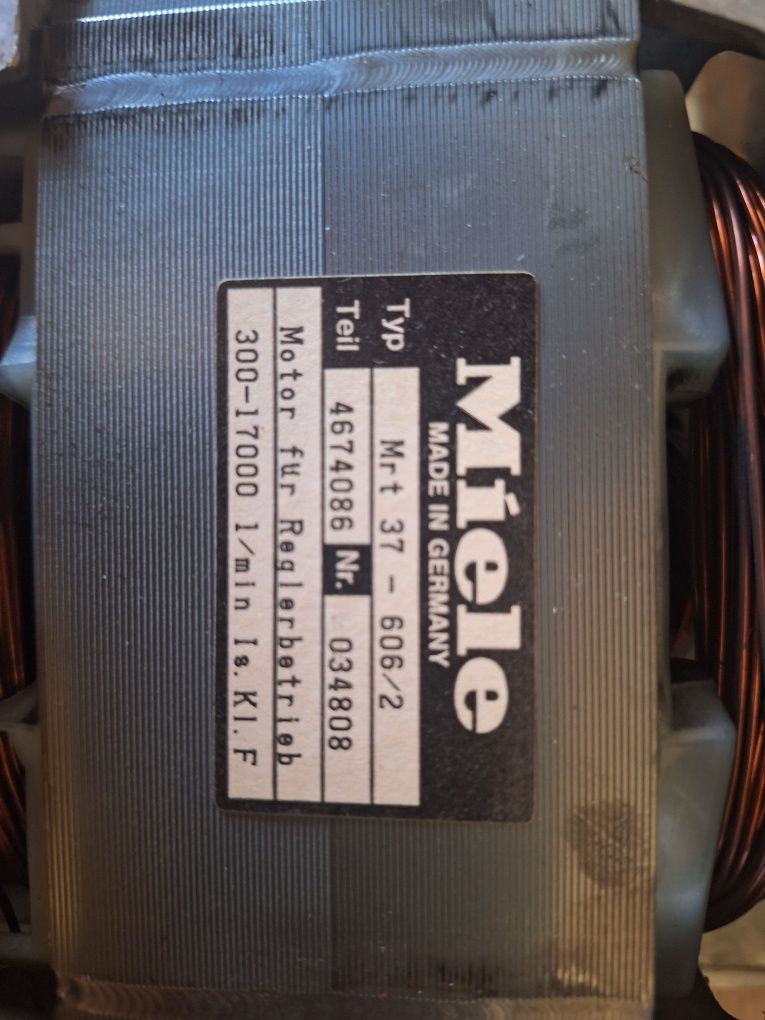 Miele
MADE IN GERMANY
Typ Mrt 37 - 606/2
Teil 4674086 Nr. 034808
Motor für Reglerbetrieb
300-17000 1/min Is. Kl. F